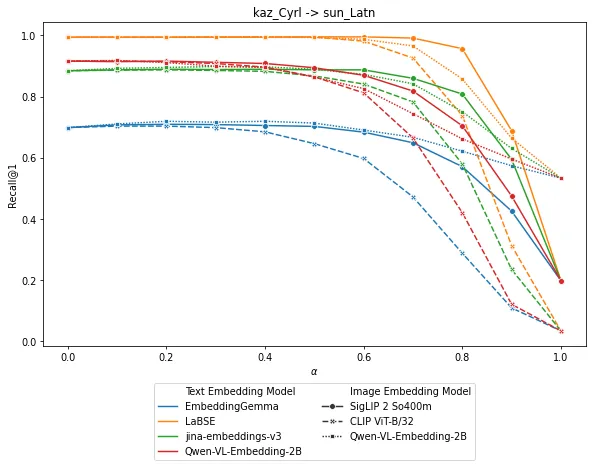 kaz_Cyrl -> sun_Latn
Recall@1
1.0
0.8
0.6
0.4
0.2
0.0
0.0 0.2 0.4 0.6 0.8 1.0
α
Text Embedding Model
EmbeddingGemma
LaBSE
jina-embeddings-v3
Qwen-VL-Embedding-2B
Image Embedding Model
SigLIP 2 So400m
CLIP ViT-B/32
Qwen-VL-Embedding-2B